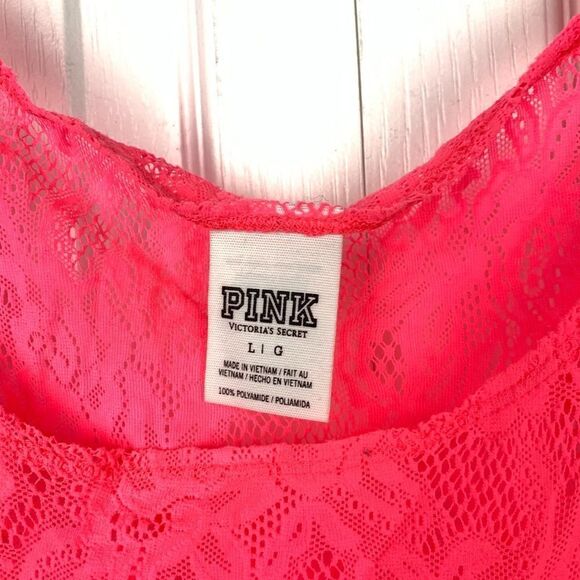 PINK
VICTORIA'S SECRET
L | G
MADE IN VIETNAM / FAIT AU
VIETNAM / HECHO EN VIETNAM
100% POLYAMIDE / POLIAMIDA